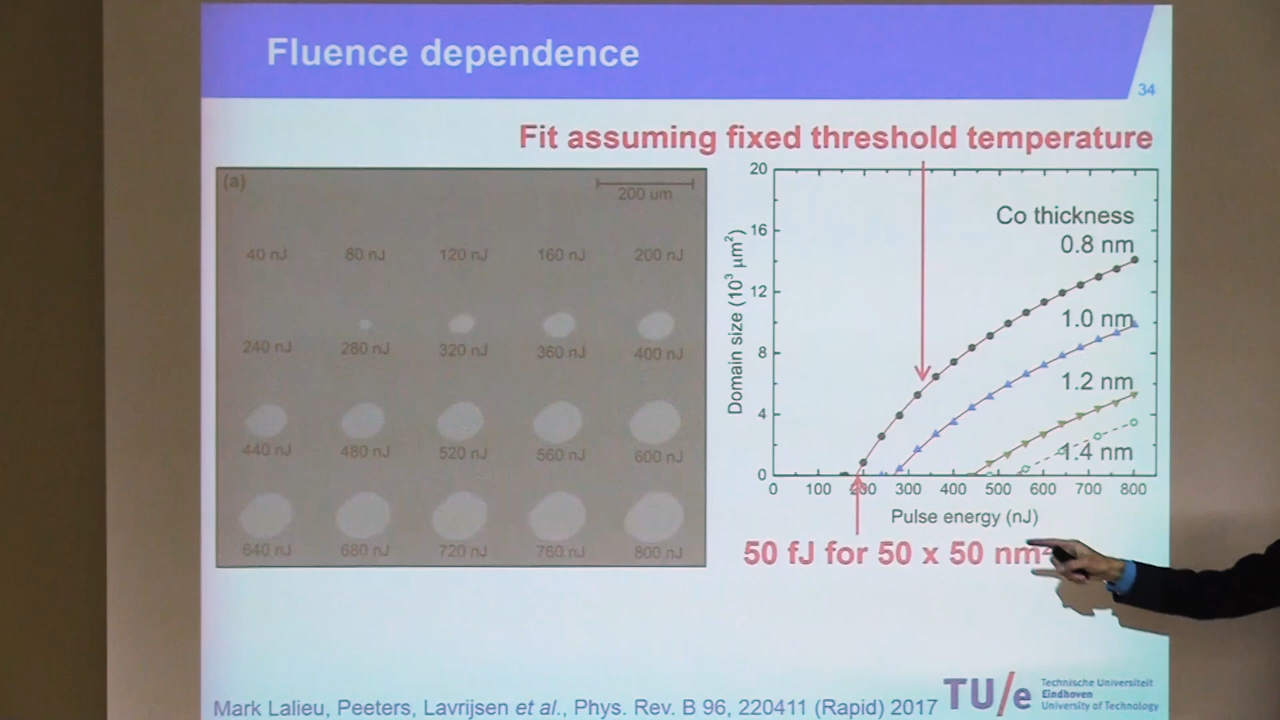 Fluence dependence
34
Fit assuming fixed threshold temperature
(a)
200 um
40 nJ 80 nJ 120 nJ 160 nJ 200 nJ
240 nJ 280 nJ 320 nJ 360 nJ 400 nJ
440 nJ 480 nJ 520 nJ 560 nJ 600 nJ
640 nJ 680 nJ 720 nJ 760 nJ 800 nJ
Domain size (10³ μm²)
20
16
12
8
4
0
Co thickness
0.8 nm
1.0 nm
1.2 nm
1.4 nm
0 100 200 300 400 500 600 700 800
Pulse energy (nJ)
50 fJ for 50 x 50 nm²
Mark Lalieu, Peeters, Lavrijsen et al., Phys. Rev. B 96, 220411 (Rapid) 2017
TU/e
Technische Universiteit
Eindhoven
University of Technology